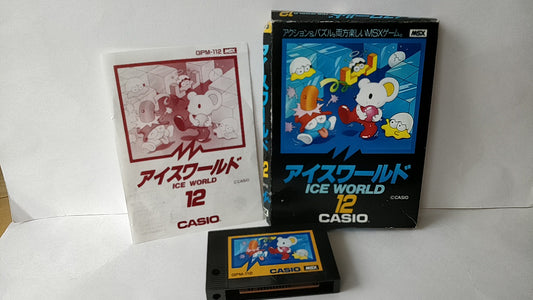 GPM-112 MSX
アイスワールド
ICE WORLD
©CASIO
12
CASIO
アクションも、パズルも、両方楽しいMSXゲーム。
MSX
アイスワールド
ICE WORLD
12
©CASIO
CASIO
12
GPM-112
CASIO MSX